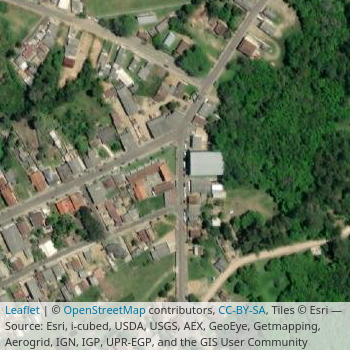 Leaflet | © OpenStreetMap contributors, CC-BY-SA, Tiles © Esri —
Source: Esri, i-cubed, USDA, USGS, AEX, GeoEye, Getmapping,
Aerogrid, IGN, IGP, UPR-EGP, and the GIS User Community